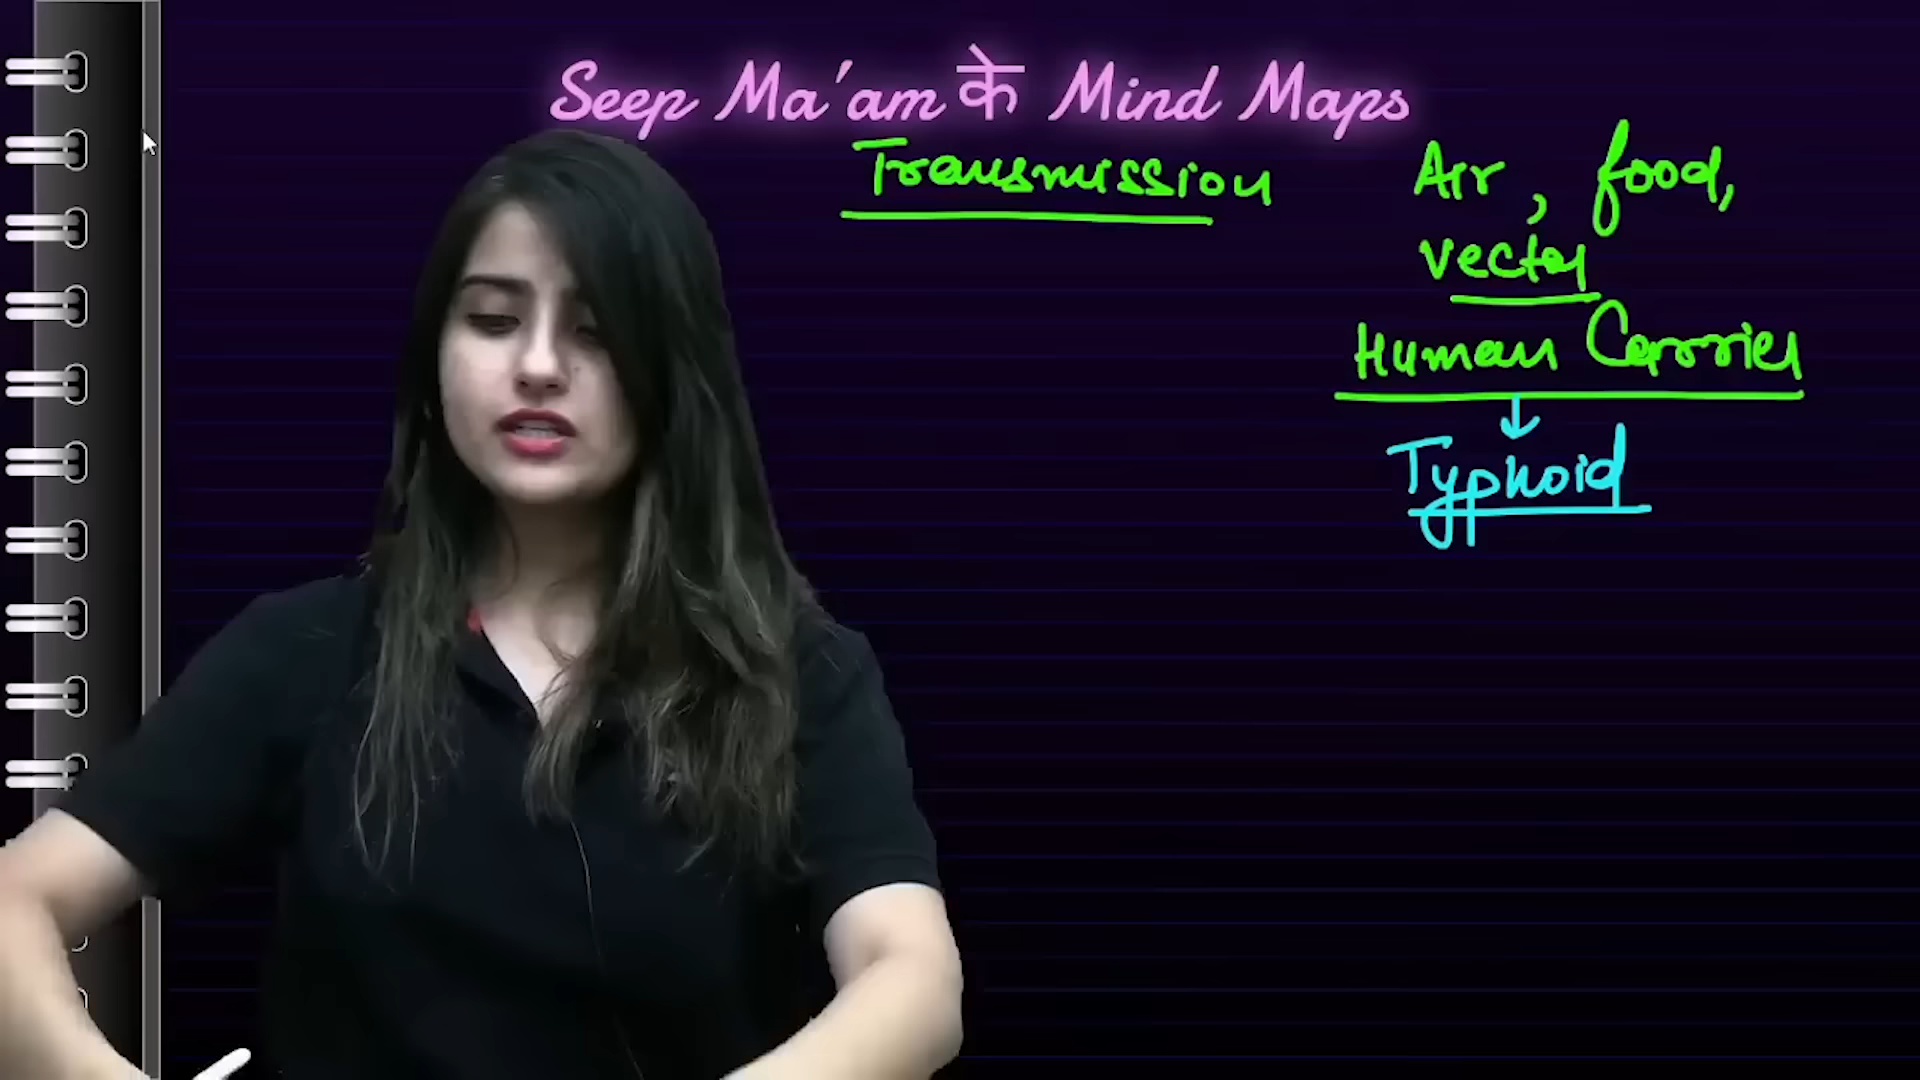 Seep Ma'am के Mind Maps
Transmission
Air, food,
Vector
Human Carrier
Typhoid